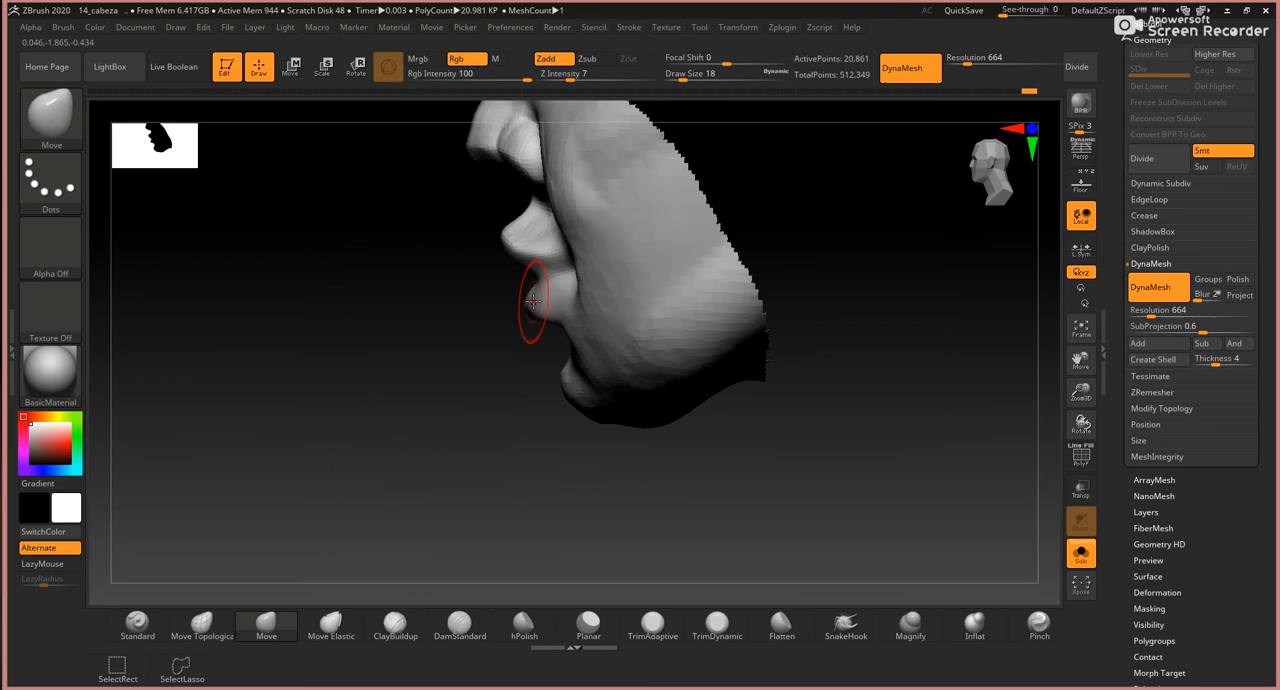 ZBrush 2020 14_cabeza .. • Free Mem 6.417GB • Active Mem 944 • Scratch Disk 48 • Timer▶0.003 • PolyCount▶20.981 KP • MeshCount▶1
AC QuickSave See-through 0 DefaultZScript
Apowersoft
Screen Recorder
Alpha Brush Color Document Draw Edit File Layer Light Macro Marker Material Movie Picker Preferences Render Stencil Stroke Texture Tool Transform Zplugin Zscript Help
0.046,-1.865,-0.434
Home Page LightBox Live Boolean Edit Draw Move Scale Rotate
Mrgb Rgb M
Rgb Intensity 100
Zadd Zsub Zcut
Z Intensity 7
Focal Shift 0
Draw Size 18 Dynamic
ActivePoints: 20,861
TotalPoints: 512,349
DynaMesh Resolution 664
Divide
Move
Dots
Alpha Off
Texture Off
BasicMaterial
Gradient
SwitchColor
Alternate
LazyMouse
LazyRadius
BPR
SPix 3
Dynamic
Persp
X Y Z
Floor
Local
L.Sym
XYZ
Frame
Move
Zoom3D
Rotate
Line Fill
PolyF
Transp
Ghost
Dynamic
Solo
Xpose
Geometry
Lower Res Higher Res
SDiv Cage Rstr
Del Lower Del Higher
Freeze SubDivision Levels
Reconstruct Subdiv
Convert BPR To Geo
Divide Smt
Suv ReUV
Dynamic Subdiv
EdgeLoop
Crease
ShadowBox
ClayPolish
DynaMesh
DynaMesh Groups Polish
Blur 2 Project
Resolution 664
SubProjection 0.6
Add Sub And
Create Shell Thickness 4
Tessimate
ZRemesher
Modify Topology
Position
Size
MeshIntegrity
ArrayMesh
NanoMesh
Layers
FiberMesh
Geometry HD
Preview
Surface
Deformation
Masking
Visibility
Polygroups
Contact
Morph Target
Standard Move Topologica Move Move Elastic ClayBuildup DamStandard hPolish Planar TrimAdaptive TrimDynamic Flatten SnakeHook Magnify Inflat Pinch
SelectRect SelectLasso